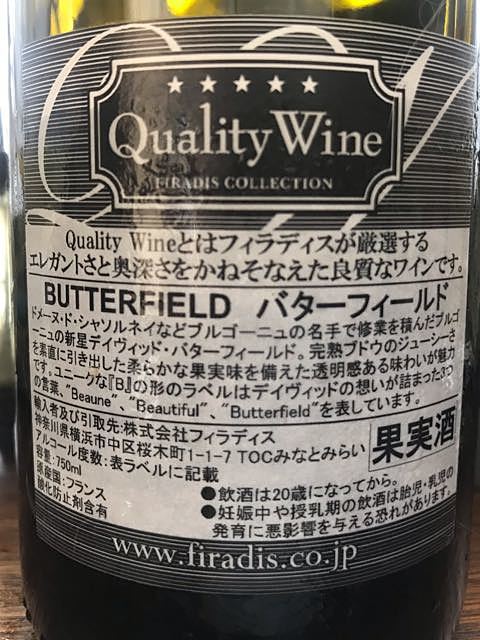 ★★★★★
Quality Wine
FIRADIS COLLECTION
Quality Wineとはフィラディスが厳選する
エレガントさと奥深さをかねそなえた良質なワインです。
BUTTERFIELD バターフィールド
ドメーヌ・ド・シャソルネイなどブルゴーニュの名手で修業を積んだブルゴ
ーニュの新星デイヴィッド・バターフィールド。完熟ブドウのジューシーさ
を素直に引き出した柔らかな果実味を備えた透明感ある味わいが魅力
です。ユニークな「B」の形のラベルはデイヴィッドの想いが詰まった3つ
の言葉、"Beaune"、"Beautiful"、"Butterfield"を表しています。
輸入者及び引取先:株式会社フィラディス
神奈川県横浜市中区桜木町1-1-7 TOCみなとみらい
アルコール度数:表ラベルに記載
容量:750ml
原産国:フランス
酸化防止剤含有
果実酒
●飲酒は20歳になってから。
●妊娠中や授乳期の飲酒は胎児・乳児の
発育に悪影響を与える恐れがあります。
www.firadis.co.jp